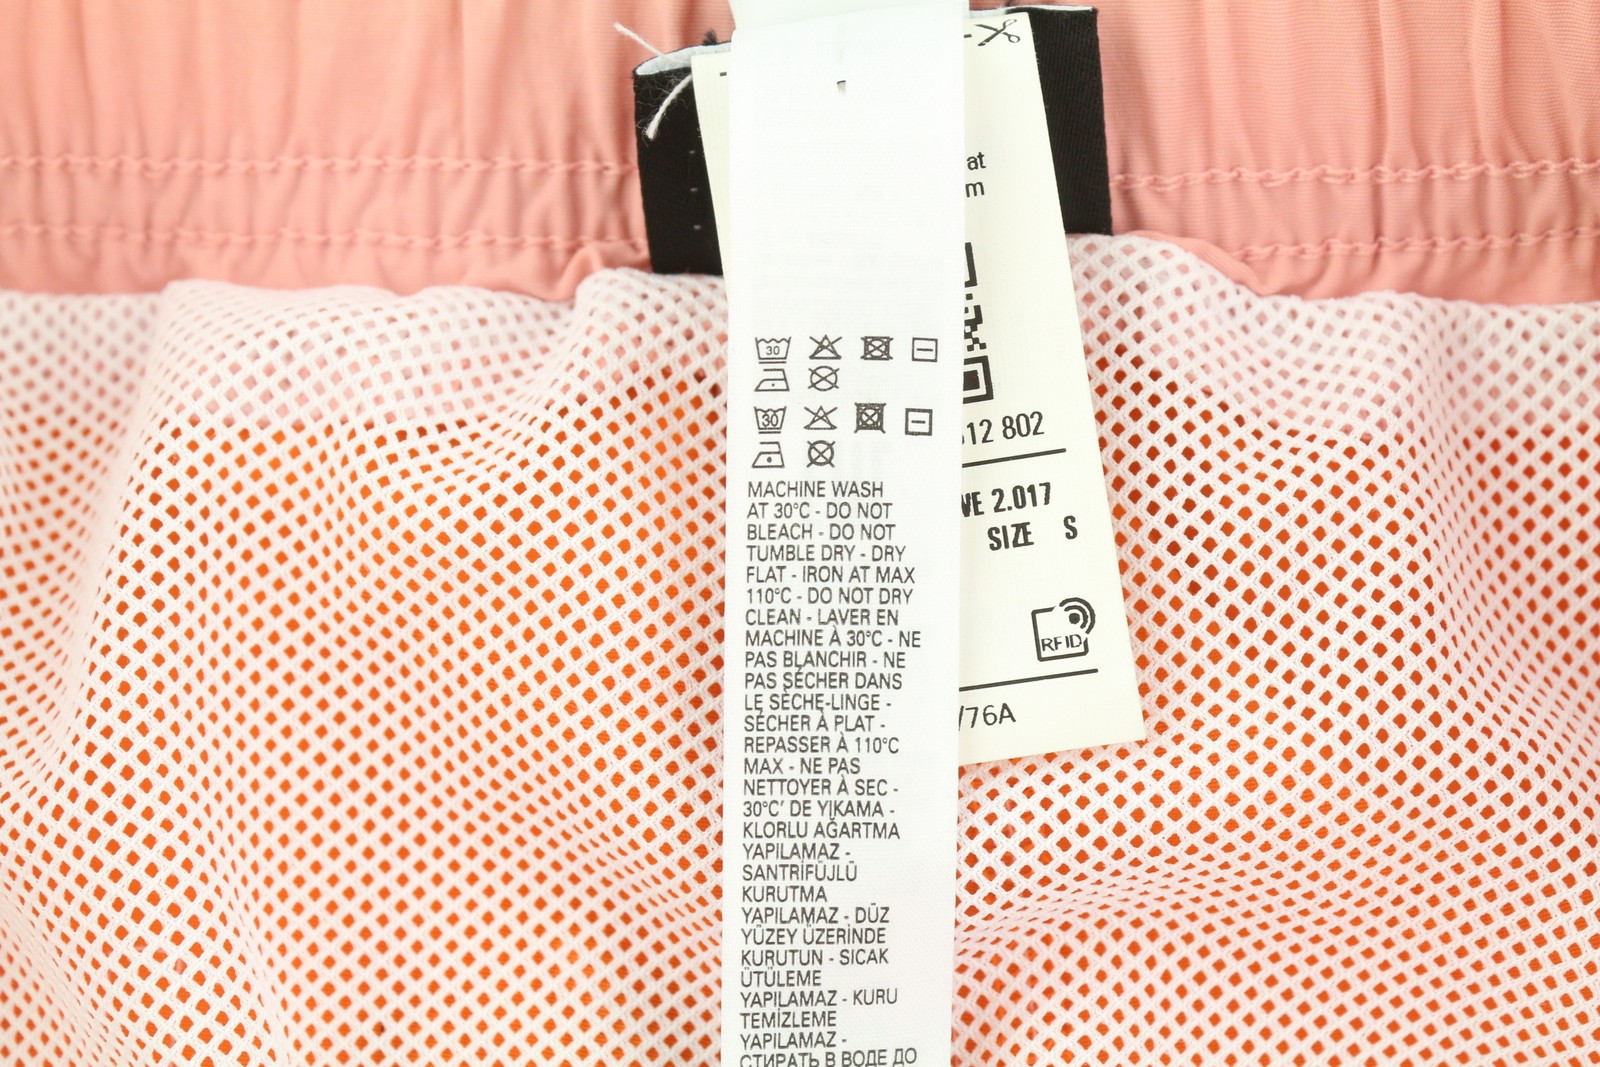 30
30
MACHINE WASH
AT 30°C - DO NOT
BLEACH - DO NOT
TUMBLE DRY - DRY
FLAT - IRON AT MAX
110°C - DO NOT DRY
CLEAN - LAVER EN
MACHINE À 30°C - NE
PAS BLANCHIR - NE
PAS SÉCHER DANS
LE SÈCHE-LINGE -
SÉCHER À PLAT -
REPASSER À 110°C
MAX - NE PAS
NETTOYER À SEC -
30°C' DE YIKAMA -
KLORLU AĞARTMA
YAPILAMAZ -
SANTRİFÜJLÜ
KURUTMA
YAPILAMAZ - DÜZ
YÜZEY ÜZERİNDE
KURUTUN - SICAK
ÜTÜLEME
YAPILAMAZ - KURU
TEMİZLEME
YAPILAMAZ -
СТИРАТЬ В ВОДЕ ДО
at
m
12 802
VE 2.017
SIZE S
RFID
776A